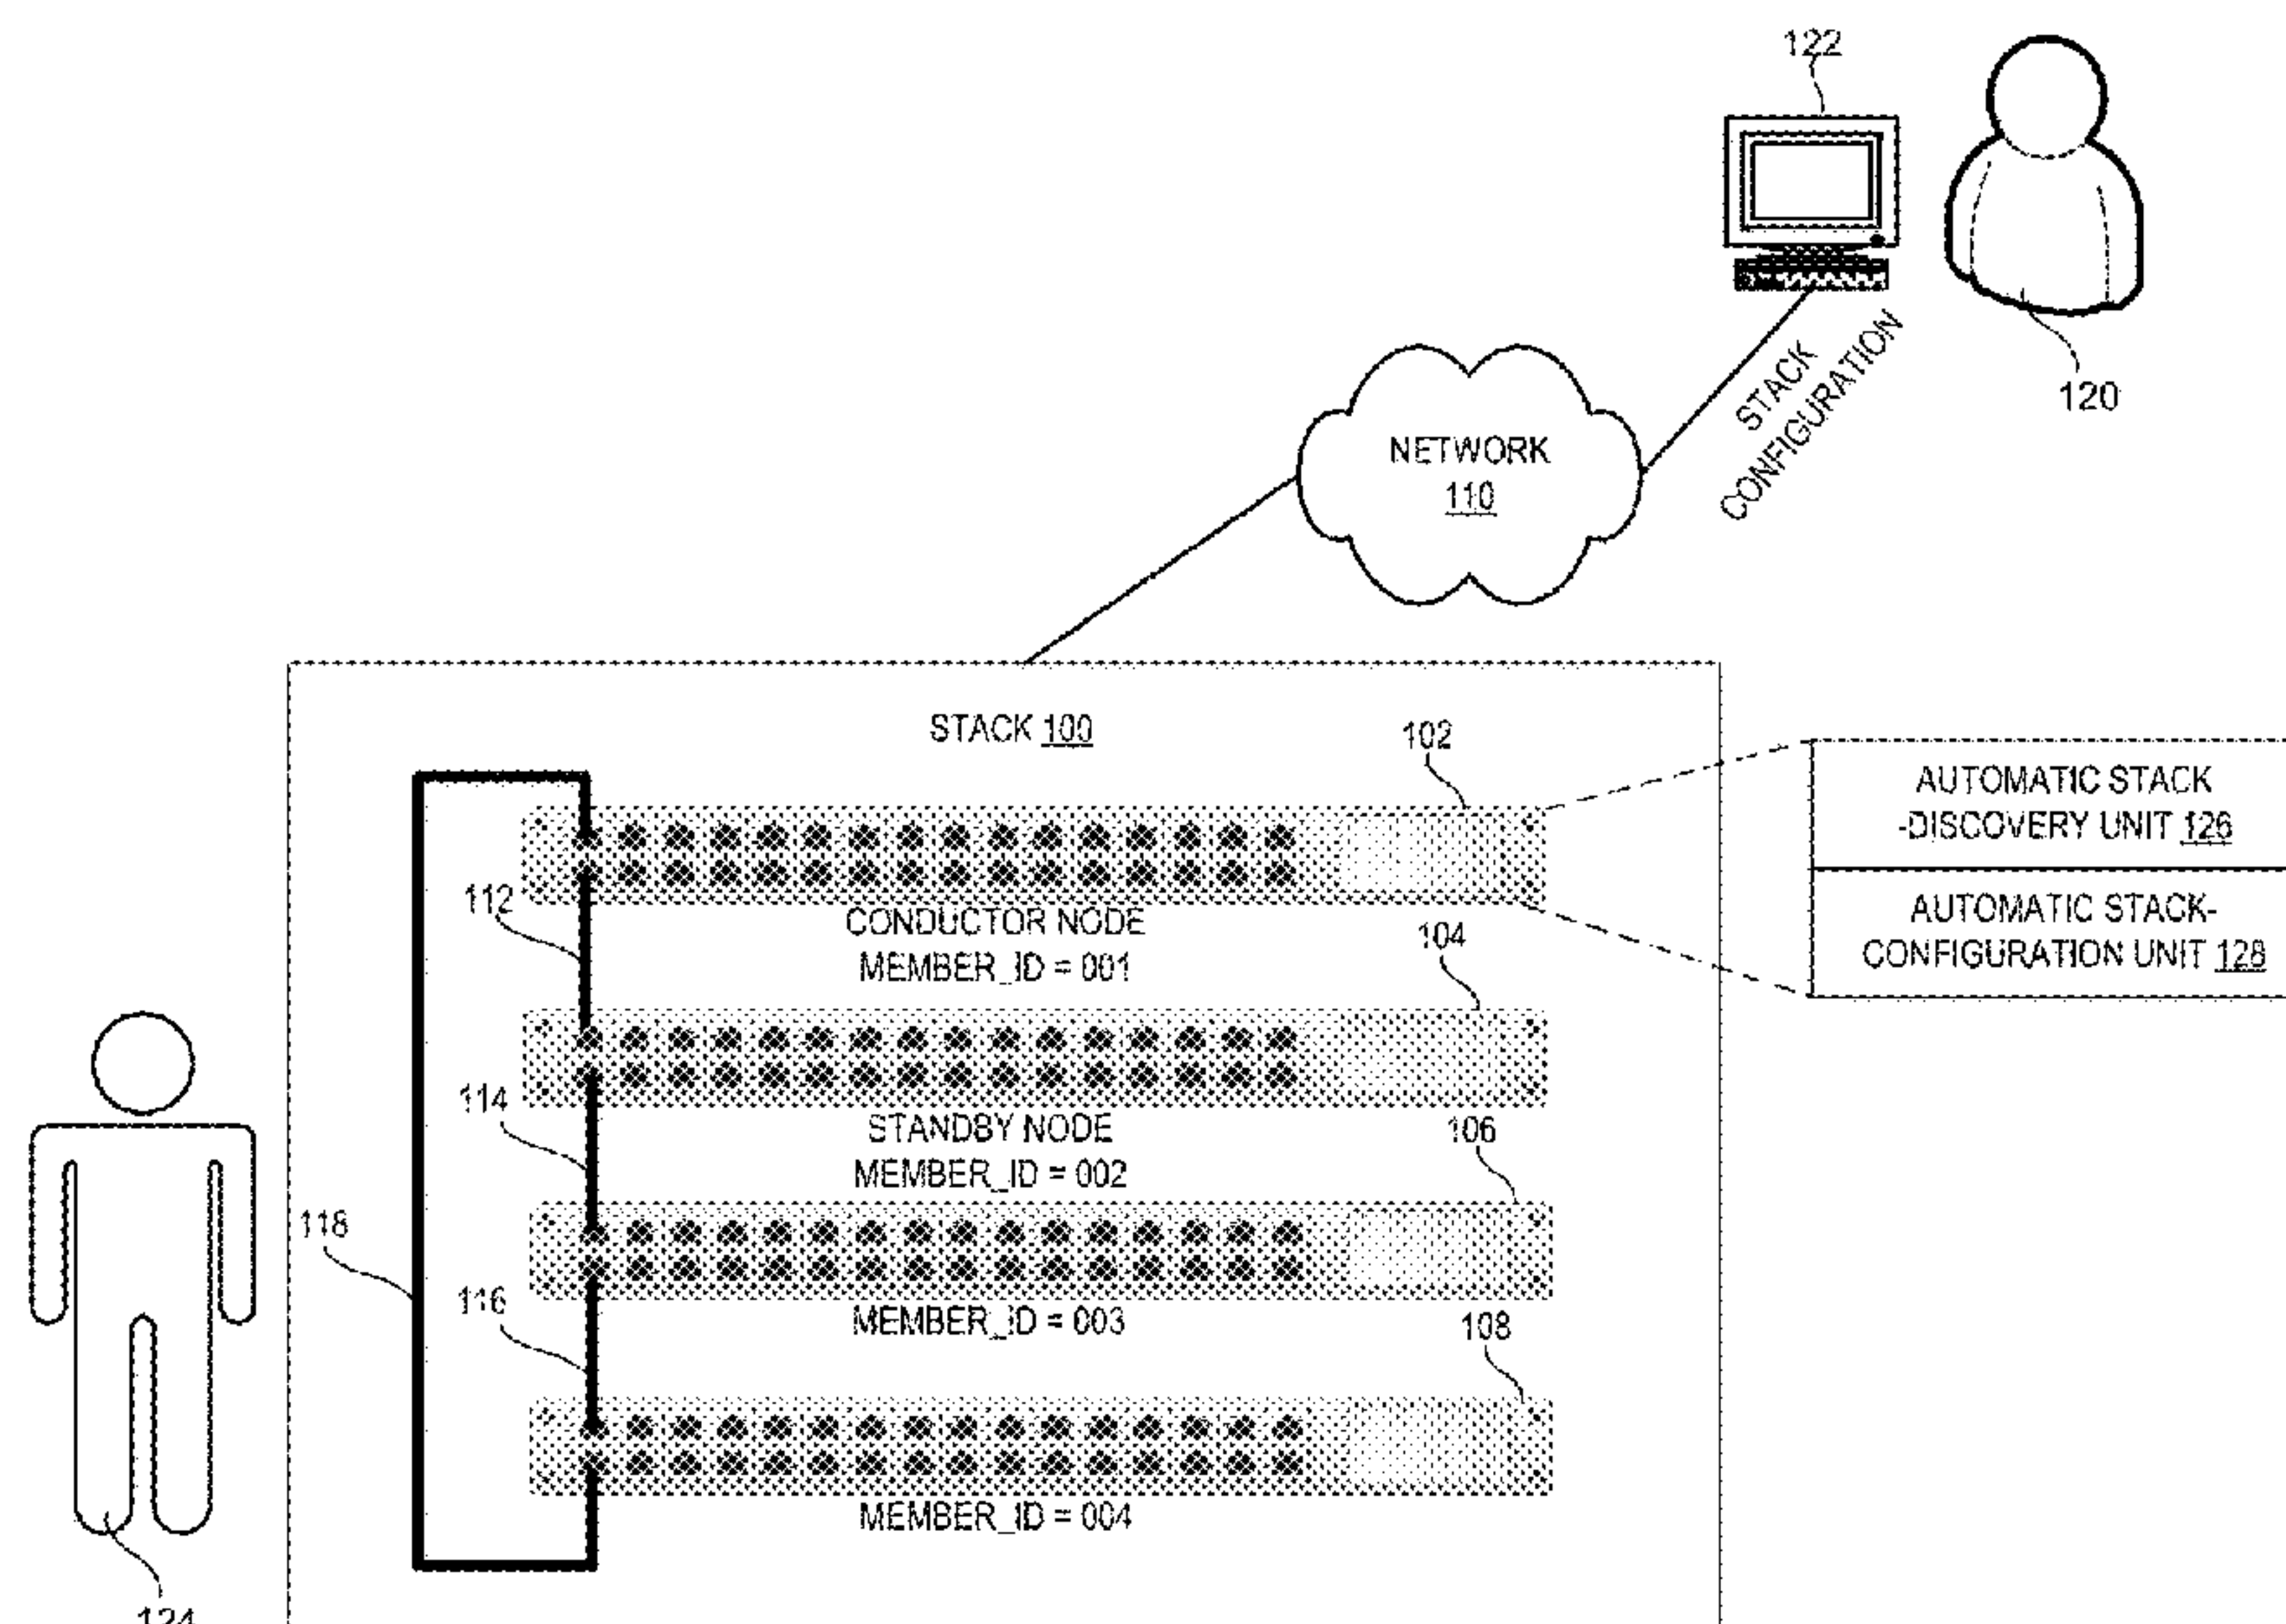 122
120
STACK
CONFIGURATION
NETWORK
110
STACK 100
102
AUTOMATIC STACK
-DISCOVERY UNIT 126
AUTOMATIC STACK-
CONFIGURATION UNIT 128
112
CONDUCTOR NODE
MEMBER_ID = 001
104
114
STANDBY NODE
MEMBER_ID = 002
106
118
116
MEMBER_ID = 003
108
MEMBER_ID = 004
124